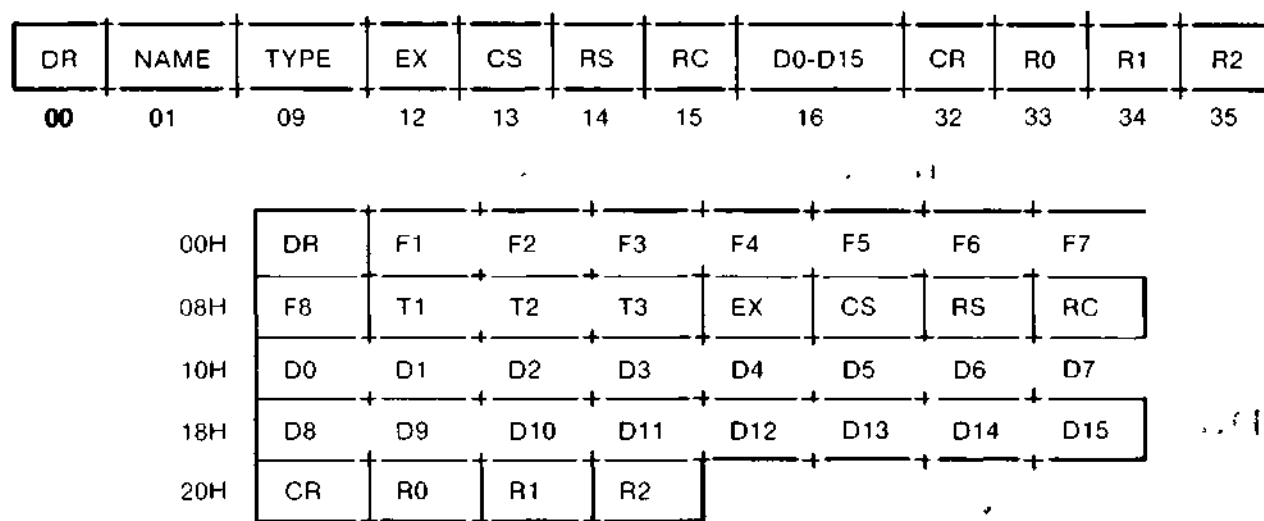 DR NAME TYPE EX CS RS RC D0-D15 CR R0 R1 R2
00 01 09 12 13 14 15 16 32 33 34 35
00H DR F1 F2 F3 F4 F5 F6 F7
08H F8 T1 T2 T3 EX CS RS RC
10H D0 D1 D2 D3 D4 D5 D6 D7
18H D8 D9 D10 D11 D12 D13 D14 D15
20H CR R0 R1 R2